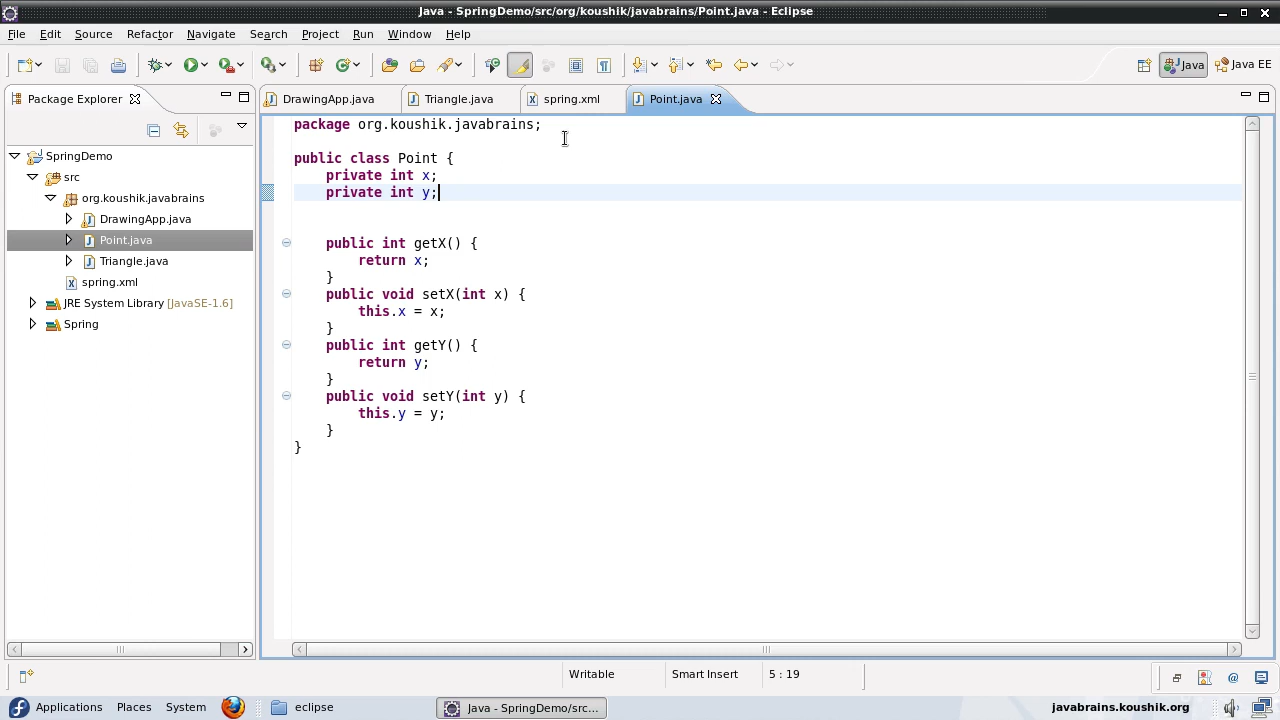 Java - SpringDemo/src/org/koushik/javabrains/Point.java - Eclipse
File Edit Source Refactor Navigate Search Project Run Window Help
Java Java EE
Package Explorer
DrawingApp.java Triangle.java spring.xml Point.java
SpringDemo
src
org.koushik.javabrains
DrawingApp.java
Point.java
Triangle.java
spring.xml
JRE System Library [JavaSE-1.6]
Spring
package org.koushik.javabrains;
public class Point {
private int x;
private int y;
public int getX() {
return x;
}
public void setX(int x) {
this.x = x;
}
public int getY() {
return y;
}
public void setY(int y) {
this.y = y;
}
}
Writable Smart Insert 5 : 19
Applications Places System eclipse Java - SpringDemo/src... javabrains.koushik.org